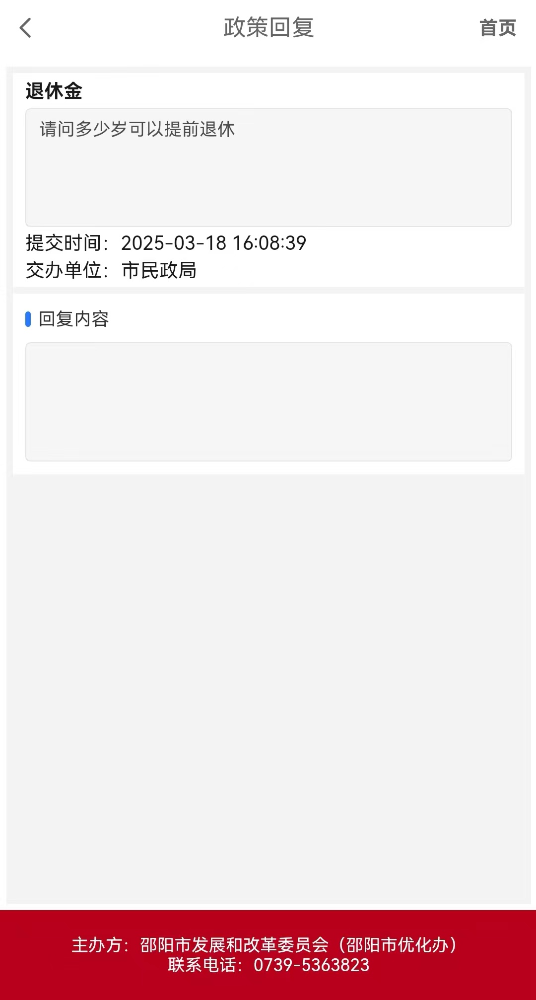 政策回复
首页
退休金
请问多少岁可以提前退休
提交时间：2025-03-18 16:08:39
交办单位：市民政局
回复内容
主办方：邵阳市发展和改革委员会（邵阳市优化办）
联系电话：0739-5363823